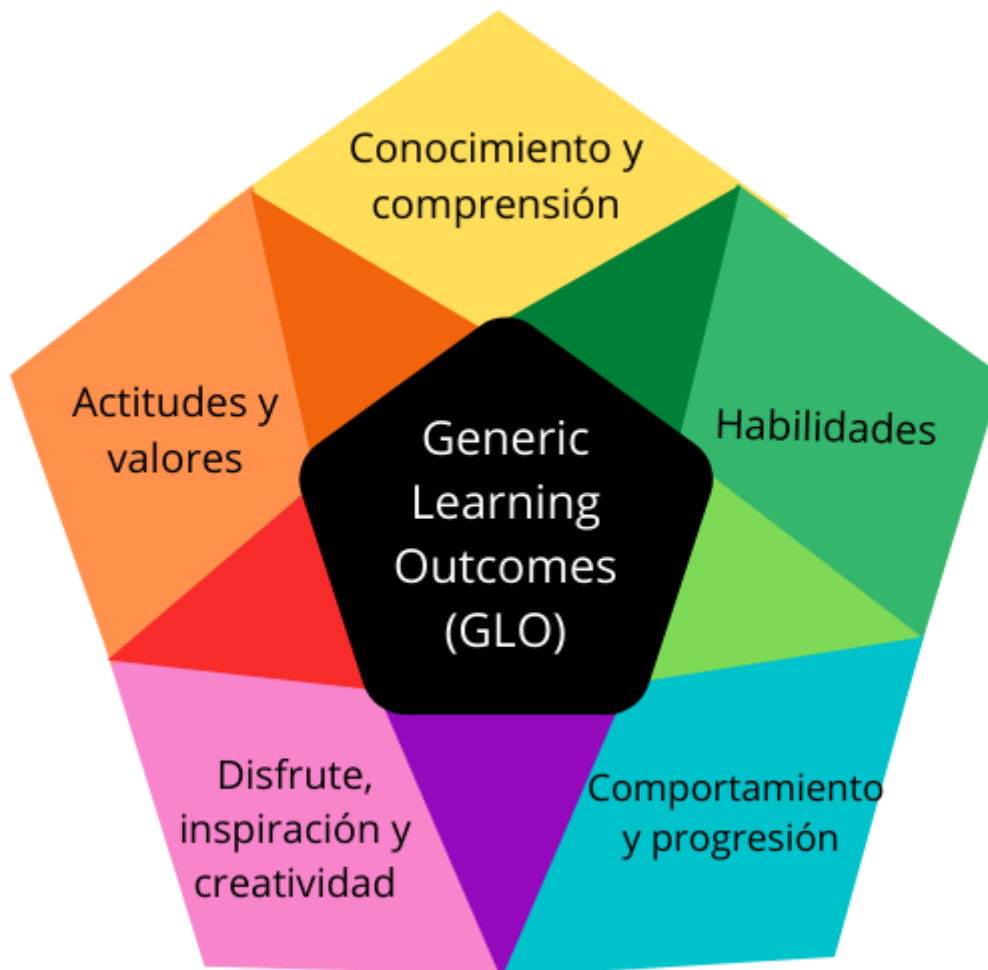 Conocimiento y
comprensión
Actitudes y
valores
Generic
Learning
Outcomes
(GLO)
Habilidades
Disfrute,
inspiración y
creatividad
Comportamiento
y progresión